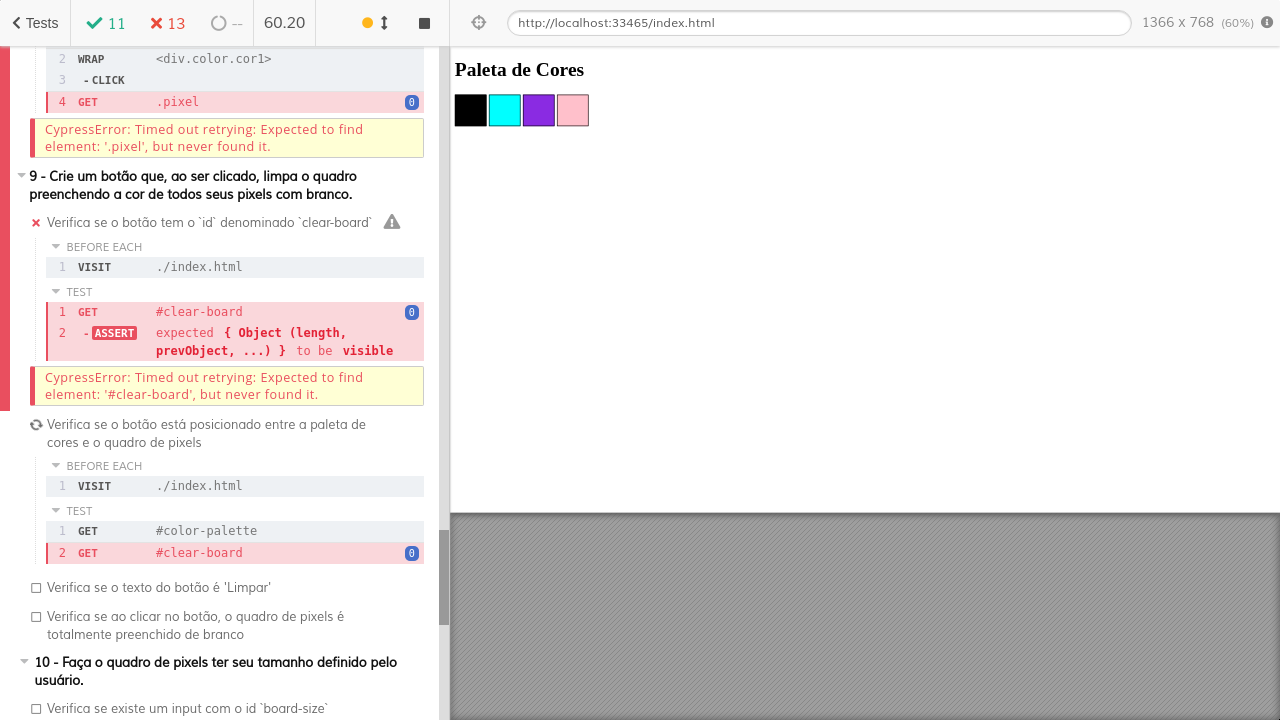 Tests 11 13 -- 60.20
http://localhost:33465/index.html 1366 x 768 (60%)
2 WRAP <div.color.cor1>
3 -CLICK
4 GET .pixel 0
CypressError: Timed out retrying: Expected to find
element: '.pixel', but never found it.
9 - Crie um botão que, ao ser clicado, limpa o quadro
preenchendo a cor de todos seus pixels com branco.
Verifica se o botão tem o `id` denominado `clear-board`
BEFORE EACH
1 VISIT ./index.html
TEST
1 GET #clear-board 0
2 -ASSERT expected { Object (length,
prevObject, ...) } to be visible
CypressError: Timed out retrying: Expected to find
element: '#clear-board', but never found it.
Verifica se o botão está posicionado entre a paleta de
cores e o quadro de pixels
BEFORE EACH
1 VISIT ./index.html
TEST
1 GET #color-palette
2 GET #clear-board 0
Verifica se o texto do botão é 'Limpar'
Verifica se ao clicar no botão, o quadro de pixels é
totalmente preenchido de branco
10 - Faça o quadro de pixels ter seu tamanho definido pelo
usuário.
Verifica se existe um input com o id `board-size`
Paleta de Cores